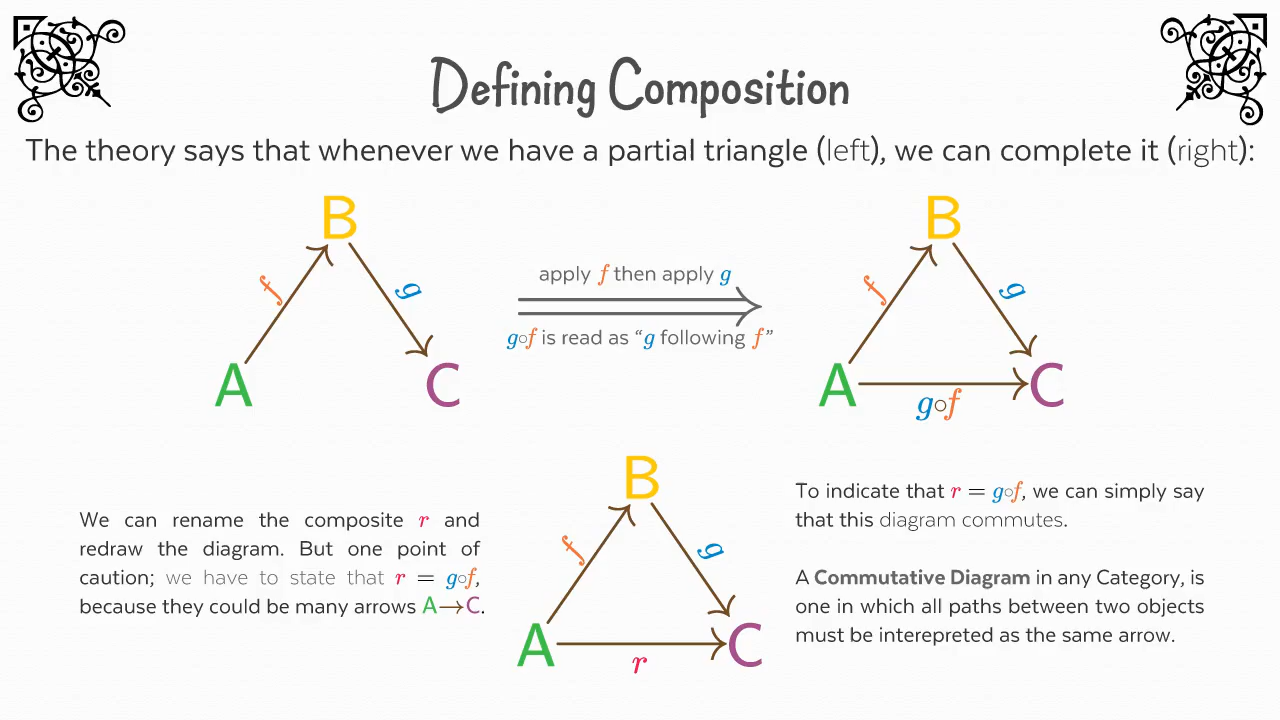 Defining Composition
The theory says that whenever we have a partial triangle (left), we can complete it (right):
B
f
g
A
C
apply f then apply g
g∘f is read as “g following f”
B
f
g
A
C
g∘f
We can rename the composite r and
redraw the diagram. But one point of
caution; we have to state that r = g∘f,
because they could be many arrows A→C.
B
f
g
A
C
r
To indicate that r = g∘f, we can simply say
that this diagram commutes.
A Commutative Diagram in any Category, is
one in which all paths between two objects
must be interepreted as the same arrow.